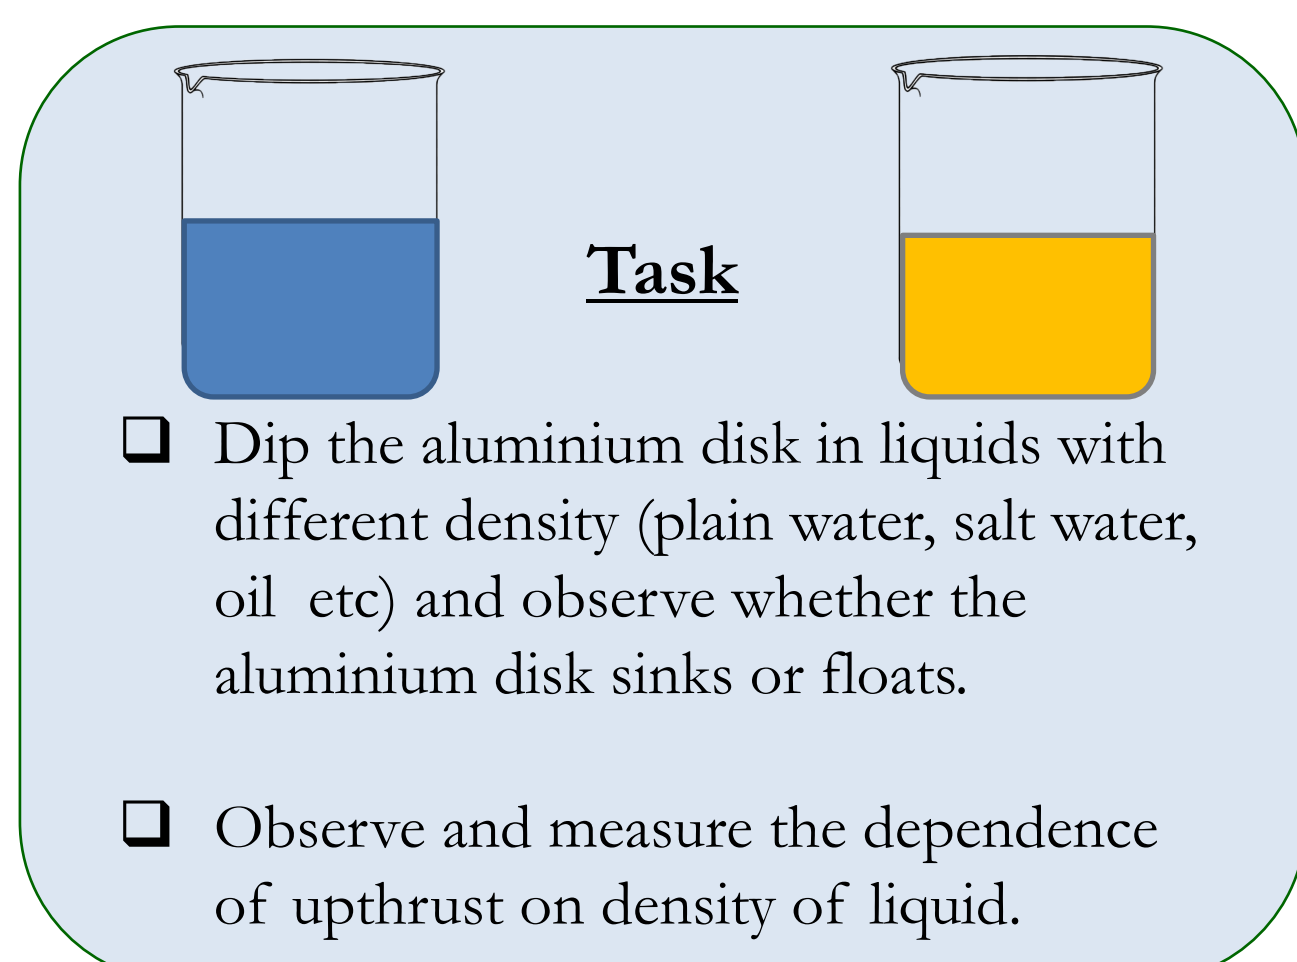 Task
❑ Dip the aluminium disk in liquids with
different density (plain water, salt water,
oil  etc) and observe whether the
aluminium disk sinks or floats.
❑ Observe and measure the dependence
of upthrust on density of liquid.